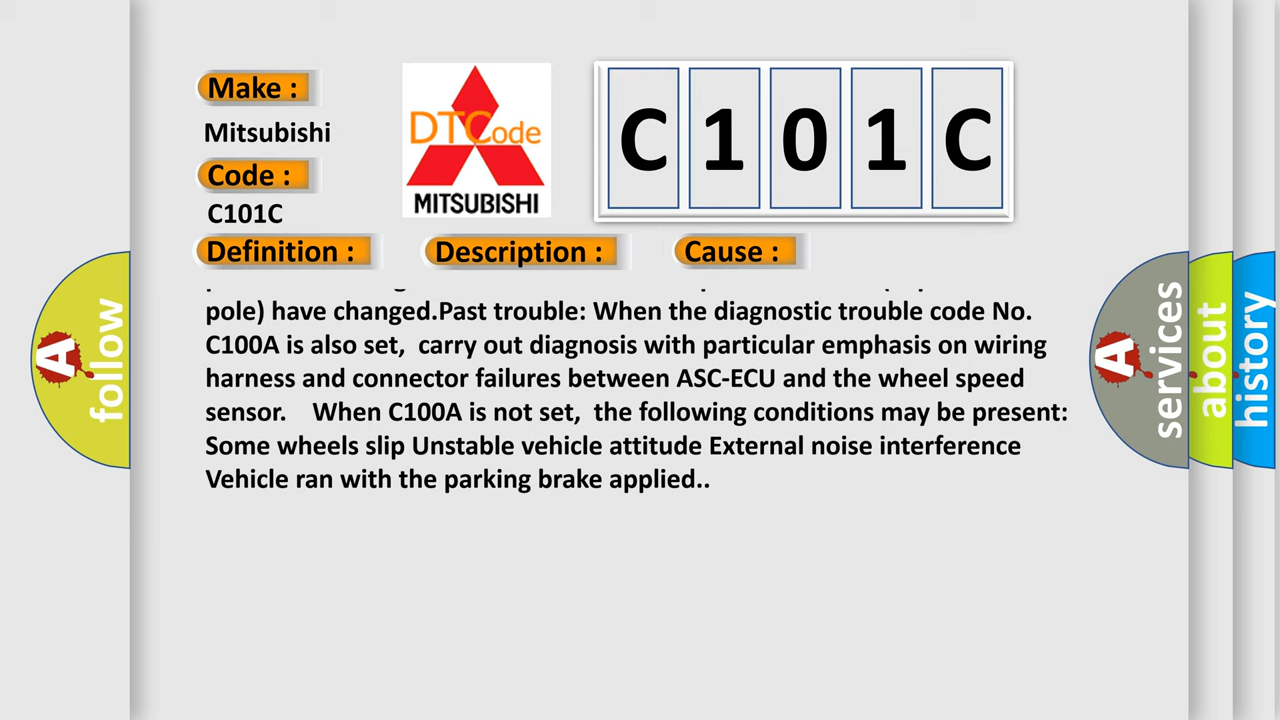 Make :
Mitsubishi
Code :
C101C
DTCode
MITSUBISHI
C101C
Definition :
Description :
Cause :
pole) have changedPast trouble: When the diagnostic trouble code No.
C100A is also set, carry out diagnosis with particular emphasis on wiring
harness and connector failures between ASC-ECU and the wheel speed
sensor. When C100A is not set, the following conditions may be present:
Some wheels slip Unstable vehicle attitude External noise interference
Vehicle ran with the parking brake applied..
A follow
A services
about
history